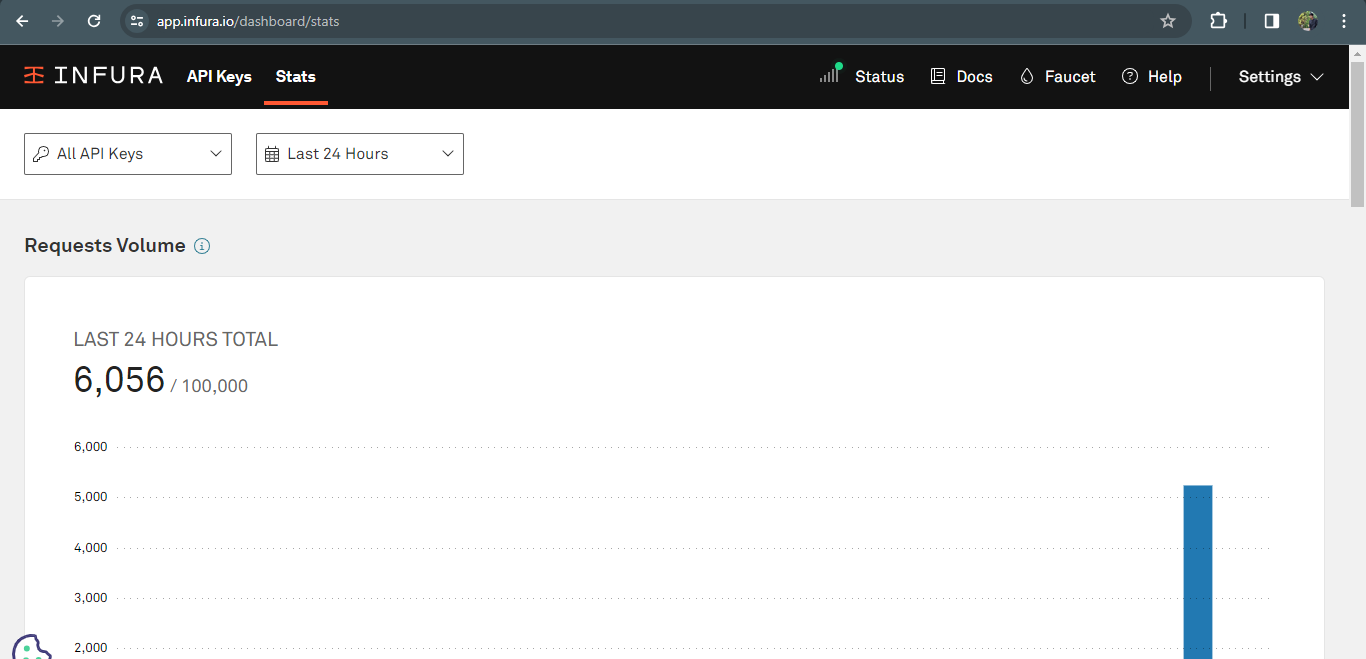 app.infura.io/dashboard/stats
INFURA API Keys Stats Status Docs Faucet Help Settings
All API Keys Last 24 Hours
Requests Volume
LAST 24 HOURS TOTAL
6,056 / 100,000
6,000
5,000
4,000
3,000
2,000